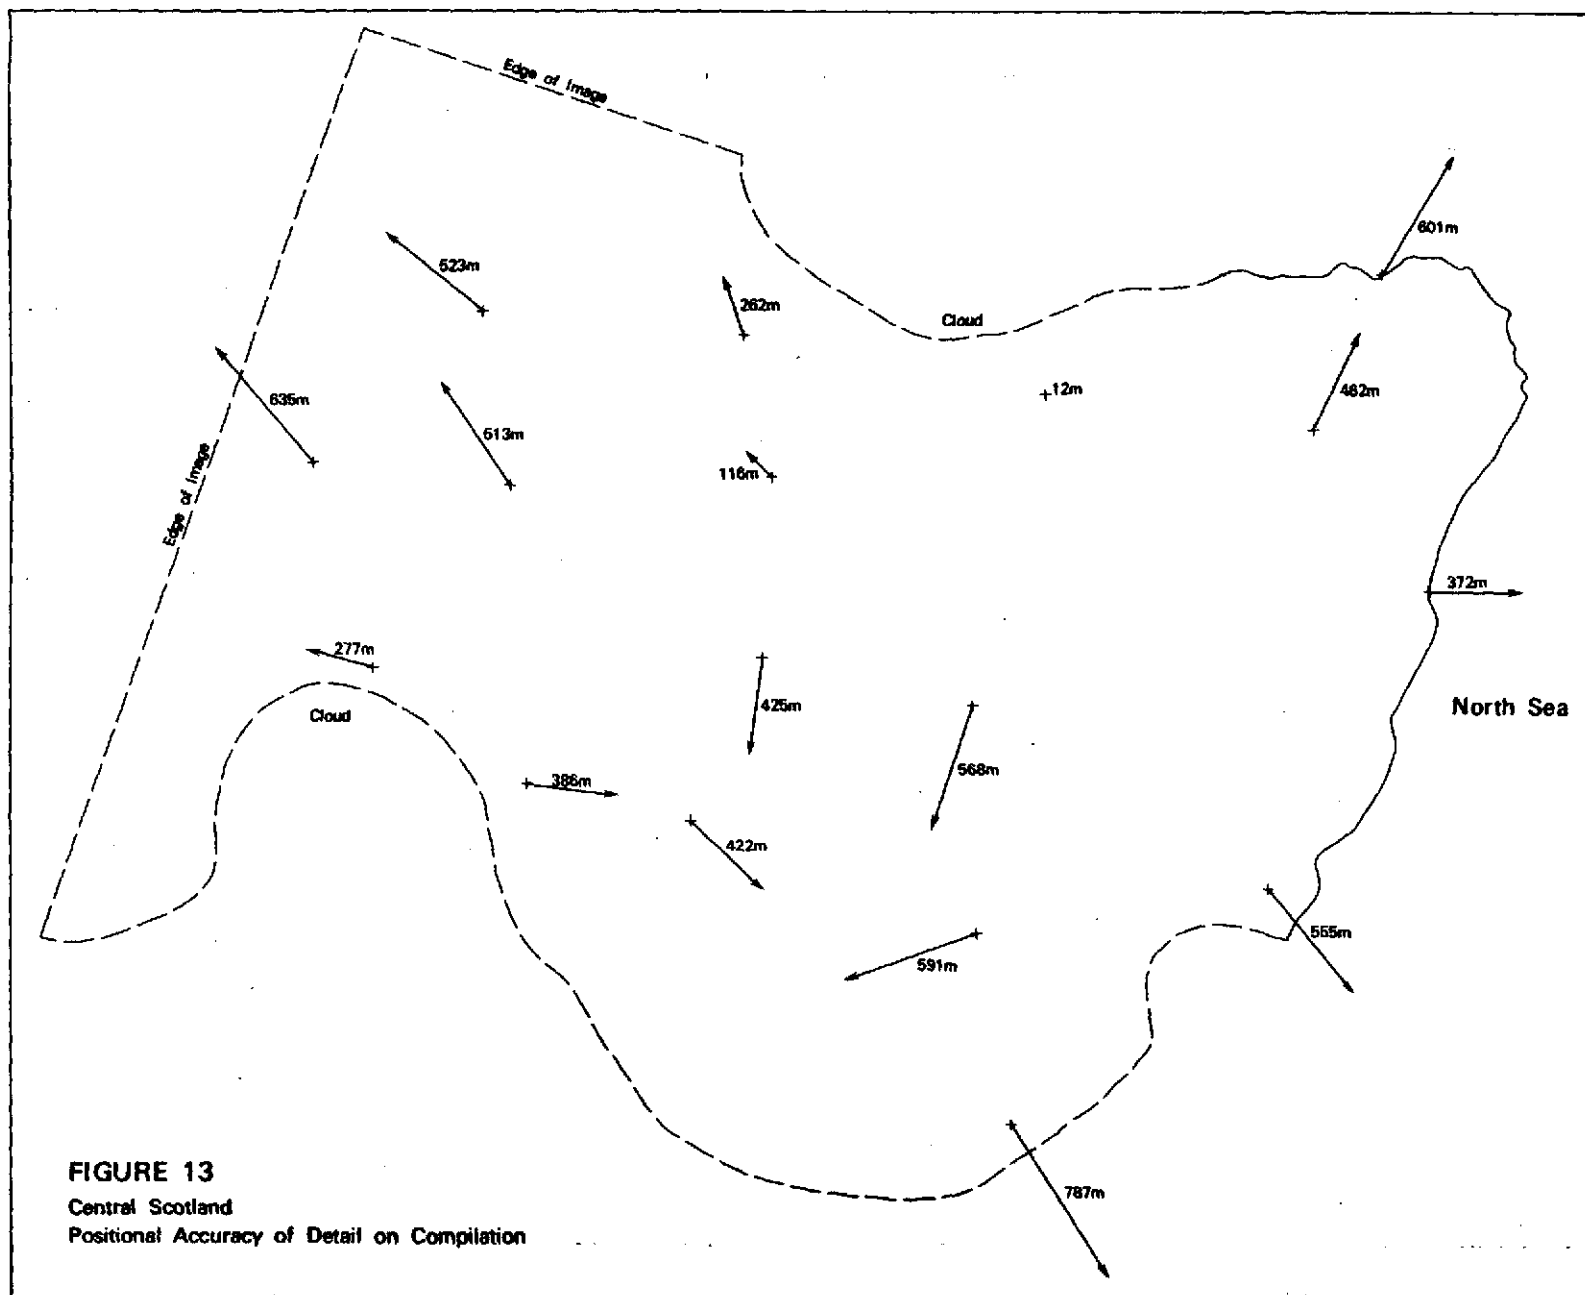 Edge of Image
601m
523m
262m
Cloud
635m
12m
482m
513m
Edge of Image
116m
372m
277m
425m
North Sea
Cloud
568m
386m
422m
555m
591m
787m
FIGURE 13
Central Scotland
Positional Accuracy of Detail on Compilation